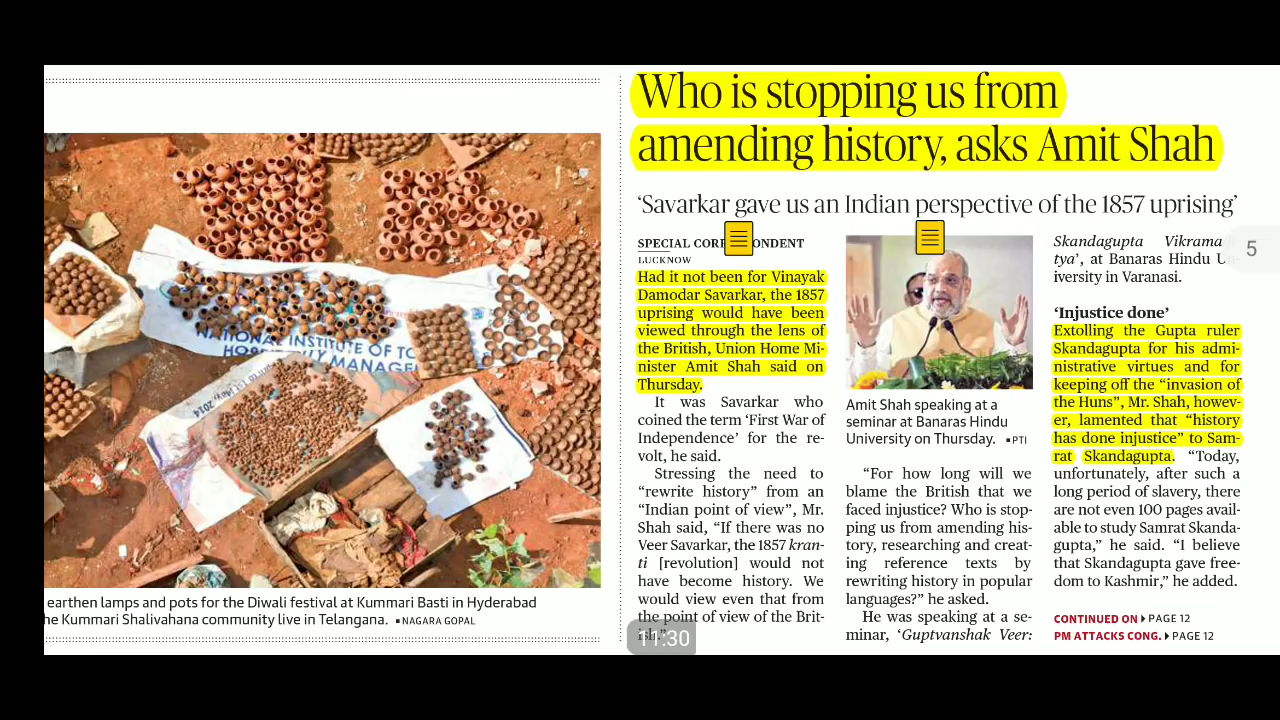 NATIONAL INSTITUTE OF TO
HOSPITALITY MANAGEM
May, 2014
earthen lamps and pots for the Diwali festival at Kummari Basti in Hyderabad
he Kummari Shalivahana community live in Telangana. ▪NAGARA GOPAL
Who is stopping us from
amending history, asks Amit Shah
‘Savarkar gave us an Indian perspective of the 1857 uprising’
SPECIAL CORR ONDENT
LUCKNOW
Had it not been for Vinayak
Damodar Savarkar, the 1857
uprising would have been
viewed through the lens of
the British, Union Home Mi-
nister Amit Shah said on
Thursday.
It was Savarkar who
coined the term ‘First War of
Independence’ for the re-
volt, he said.
Stressing the need to
“rewrite history” from an
“Indian point of view”, Mr.
Shah said, “If there was no
Veer Savarkar, the 1857 kran-
ti [revolution] would not
have become history. We
would view even that from
the point of view of the Brit-
ish.”
11:30
Amit Shah speaking at a
seminar at Banaras Hindu
University on Thursday. ▪PTI
“For how long will we
blame the British that we
faced injustice? Who is stop-
ping us from amending his-
tory, researching and creat-
ing reference texts by
rewriting history in popular
languages?” he asked.
He was speaking at a se-
minar, ‘Guptvanshak Veer:
Skandagupta Vikrama
tya’, at Banaras Hindu Un-
iversity in Varanasi.
5
‘Injustice done’
Extolling the Gupta ruler
Skandagupta for his admi-
nistrative virtues and for
keeping off the “invasion of
the Huns”, Mr. Shah, howev-
er, lamented that “history
has done injustice” to Sam-
rat Skandagupta. “Today,
unfortunately, after such a
long period of slavery, there
are not even 100 pages avail-
able to study Samrat Skanda-
gupta,” he said. “I believe
that Skandagupta gave free-
dom to Kashmir,” he added.
CONTINUED ON ▸ PAGE 12
PM ATTACKS CONG. ▸ PAGE 12